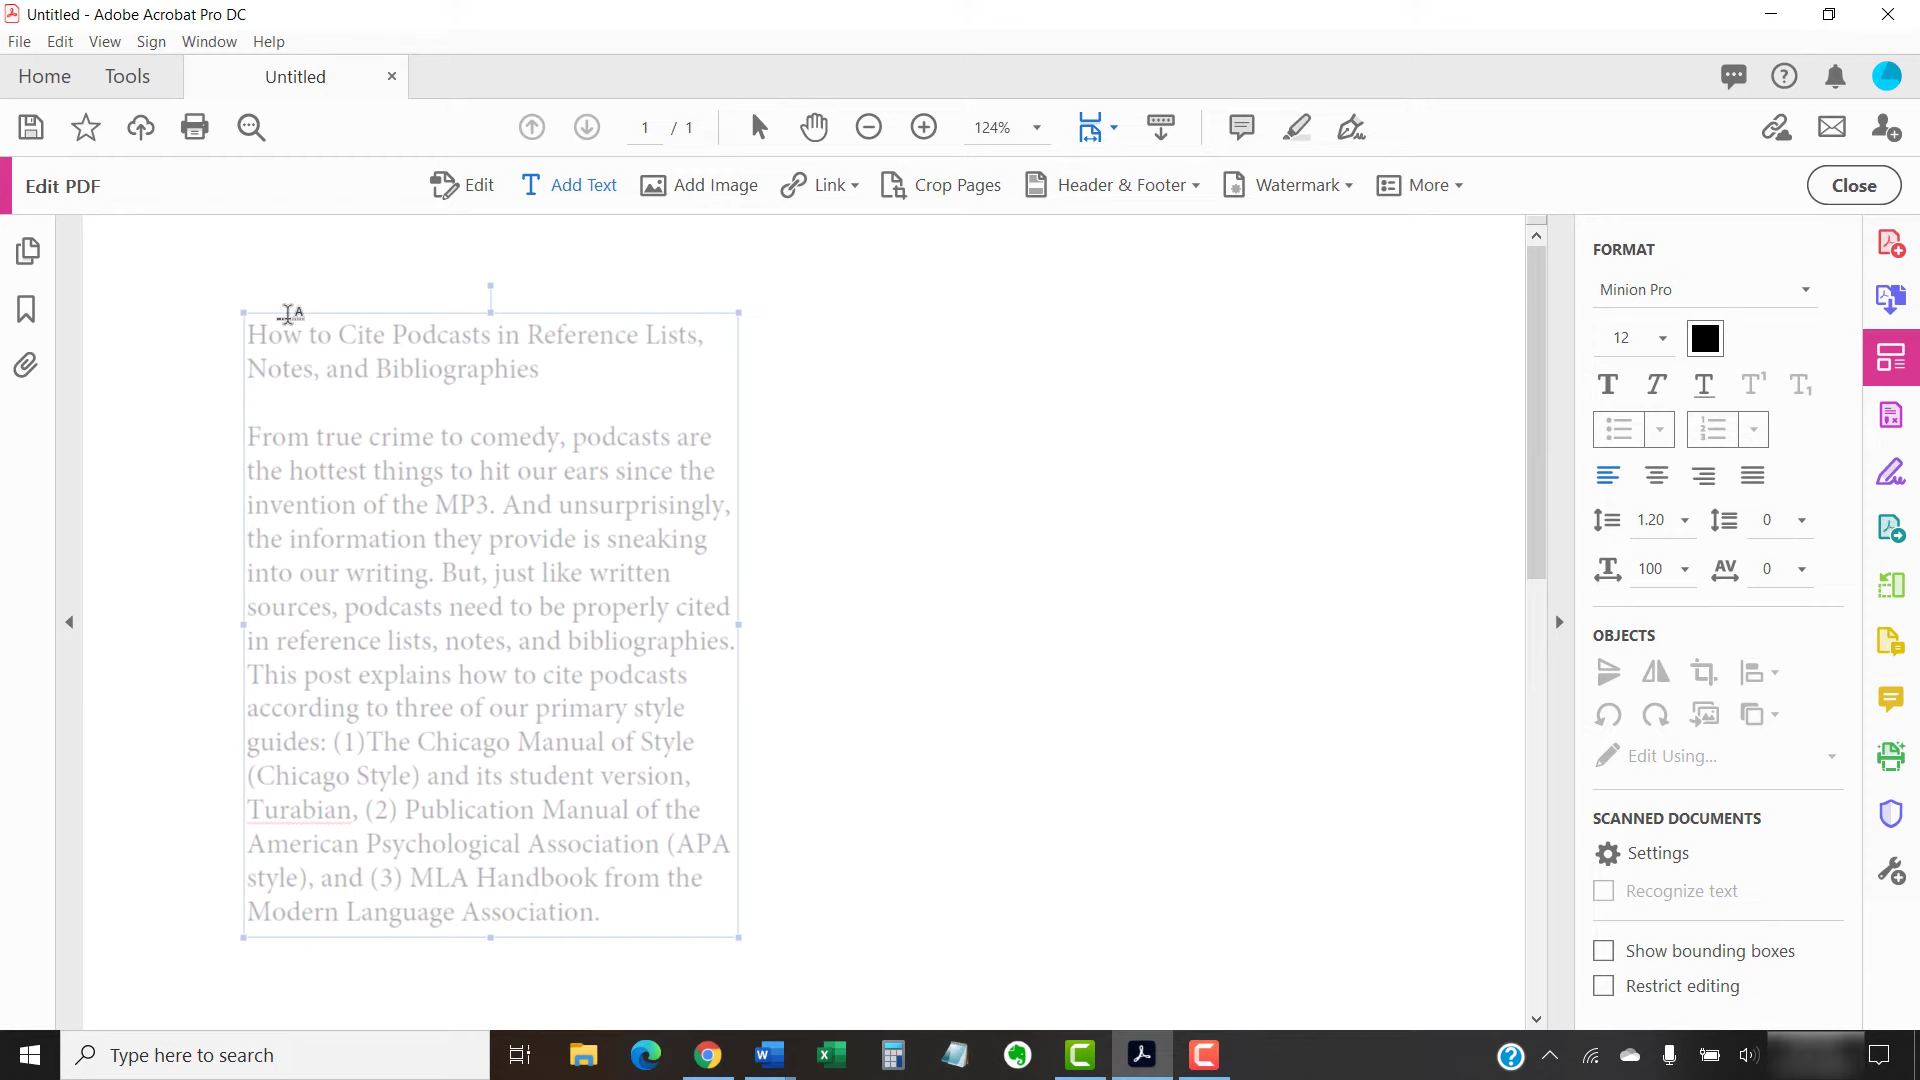 Untitled - Adobe Acrobat Pro DC
File Edit View Sign Window Help
Home Tools Untitled
1 / 1 124%
Edit PDF Edit Add Text Add Image Link Crop Pages Header & Footer Watermark More Close
How to Cite Podcasts in Reference Lists,
Notes, and Bibliographies
From true crime to comedy, podcasts are
the hottest things to hit our ears since the
invention of the MP3. And unsurprisingly,
the information they provide is sneaking
into our writing. But, just like written
sources, podcasts need to be properly cited
in reference lists, notes, and bibliographies.
This post explains how to cite podcasts
according to three of our primary style
guides: (1)The Chicago Manual of Style
(Chicago Style) and its student version,
Turabian, (2) Publication Manual of the
American Psychological Association (APA
style), and (3) MLA Handbook from the
Modern Language Association.
FORMAT
Minion Pro
12
1.20 0
100 AV 0
OBJECTS
Edit Using...
SCANNED DOCUMENTS
Settings
Recognize text
Show bounding boxes
Restrict editing
Type here to search